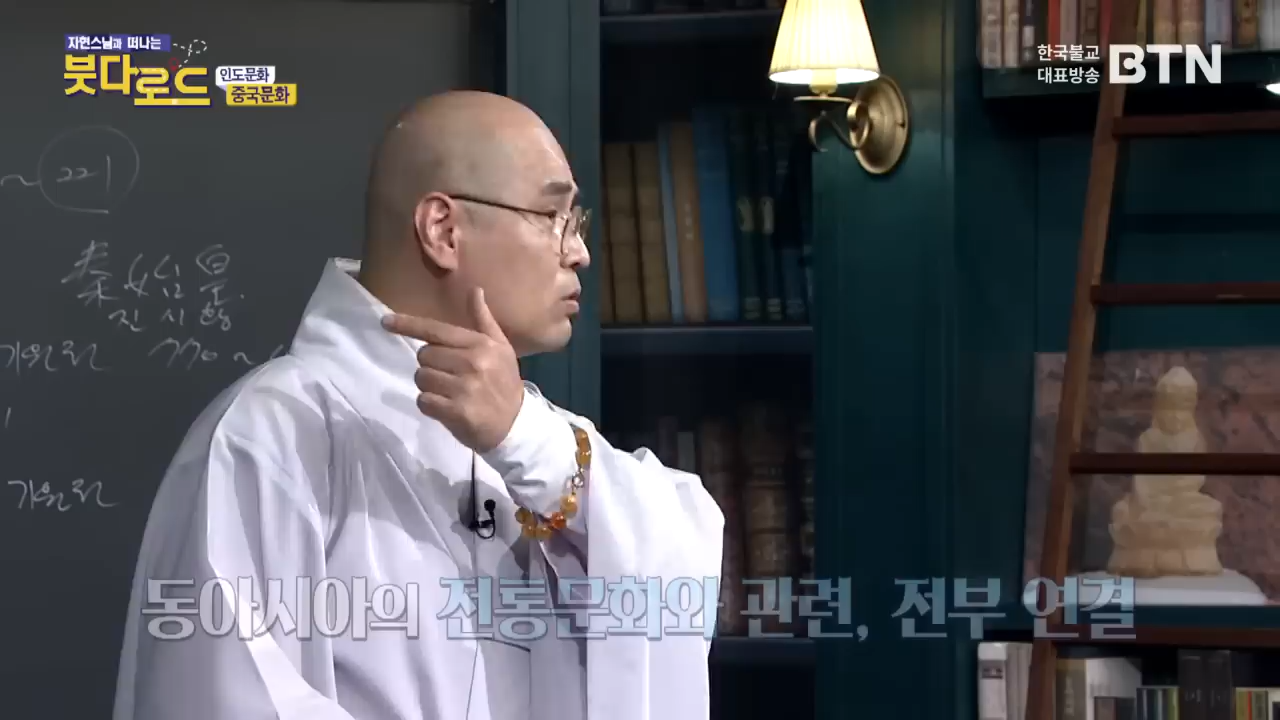 자현스님과 떠나는
붓다로드
인도문화
중국문화
한국불교
대표방송
BTN
~ 221
秦始皇
진시황
기원전 770~
기원전
동아시아의 전통문화와 관련, 전부 연결